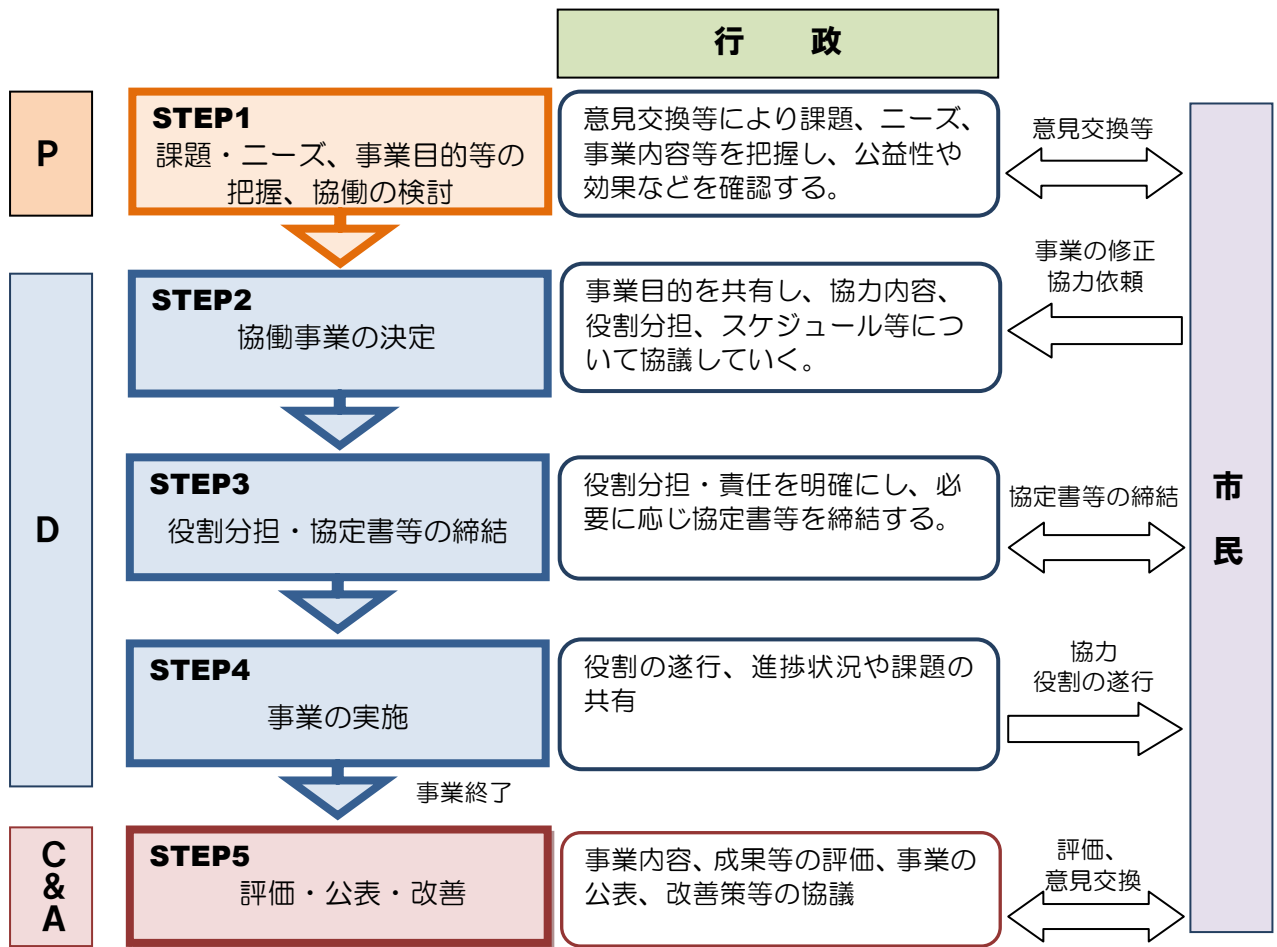 行 政
P
STEP1
課題・ニーズ、事業目的等の
把握、協働の検討
意見交換等により課題、ニーズ、
事業内容等を把握し、公益性や
効果などを確認する。
意見交換等
D
STEP2
協働事業の決定
事業目的を共有し、協力内容、
役割分担、スケジュール等につ
いて協議していく。
事業の修正
協力依頼
STEP3
役割分担・協定書等の締結
役割分担・責任を明確にし、必
要に応じ協定書等を締結する。
協定書等の締結
市
民
STEP4
事業の実施
役割の遂行、進捗状況や課題の
共有
協力
役割の遂行
事業終了
C
&
A
STEP5
評価・公表・改善
事業内容、成果等の評価、事業の
公表、改善策等の協議
評価、
意見交換